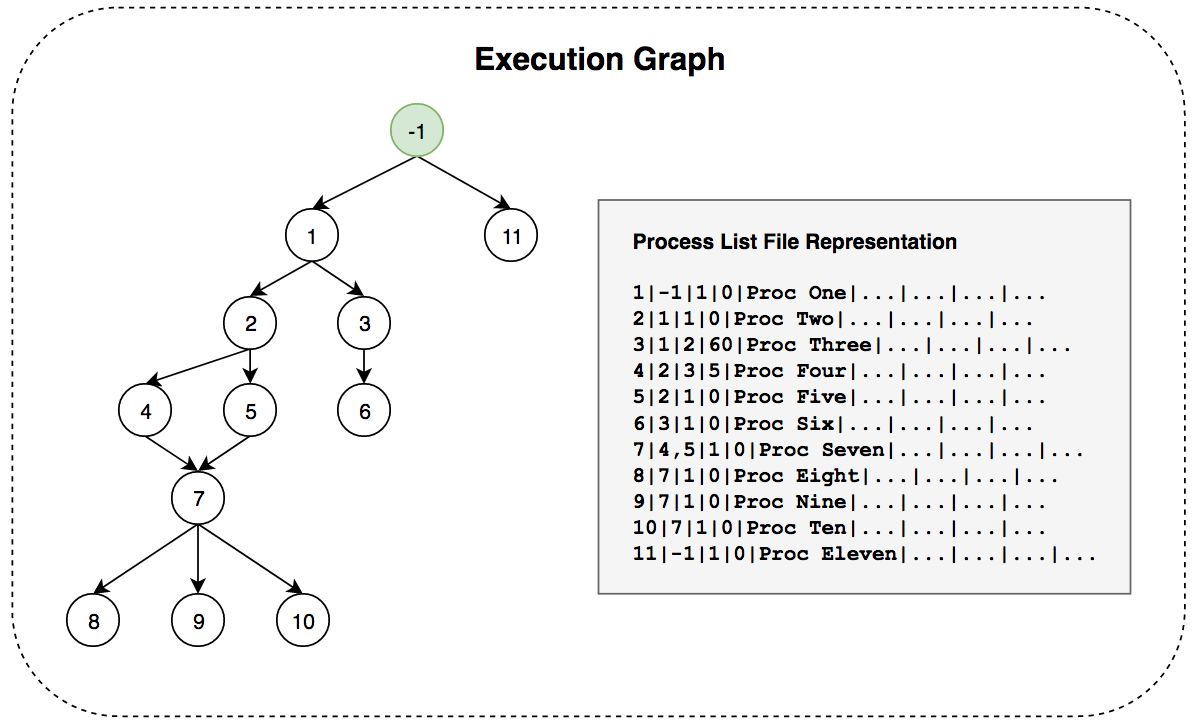 Execution Graph
-1
1
11
2
3
4
5
6
7
8
9
10
Process List File Representation
1|-1|1|0|Proc One|...|...|...|...
2|1|1|0|Proc Two|...|...|...|...
3|1|2|60|Proc Three|...|...|...|...
4|2|3|5|Proc Four|...|...|...|...
5|2|1|0|Proc Five|...|...|...|...
6|3|1|0|Proc Six|...|...|...|...
7|4,5|1|0|Proc Seven|...|...|...|...
8|7|1|0|Proc Eight|...|...|...|...
9|7|1|0|Proc Nine|...|...|...|...
10|7|1|0|Proc Ten|...|...|...|...
11|-1|1|0|Proc Eleven|...|...|...|...